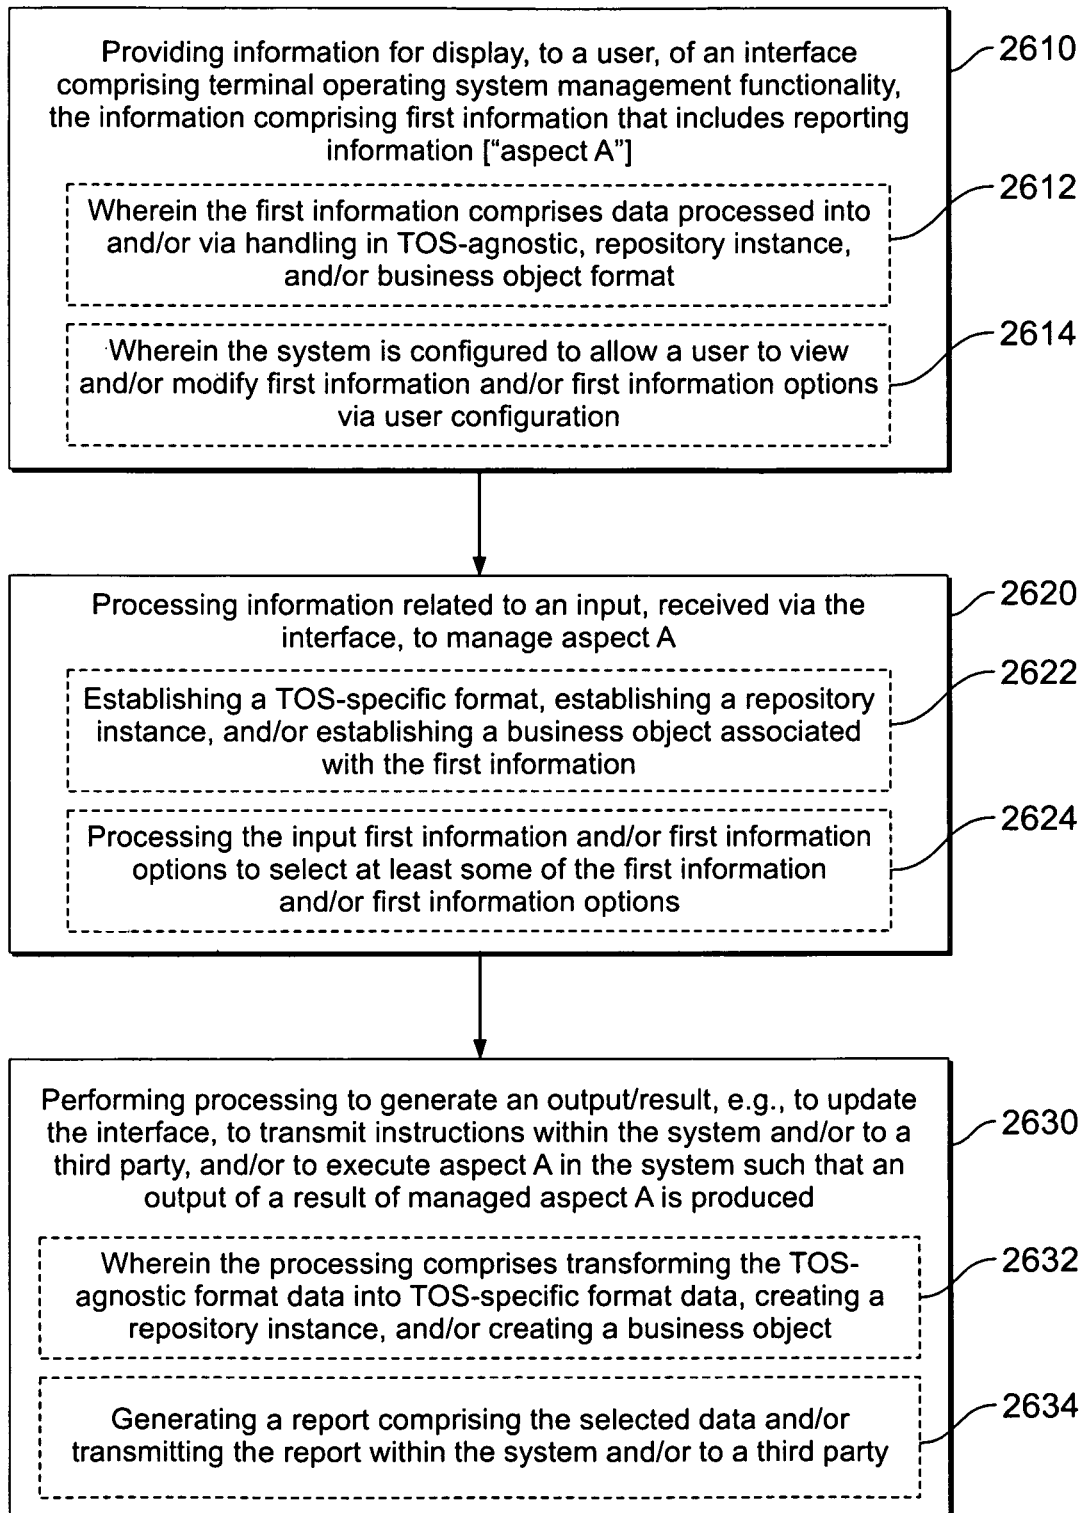 Providing information for display, to a user, of an interface
comprising terminal operating system management functionality,
the information comprising first information that includes reporting
information ["aspect A"]
2610
Wherein the first information comprises data processed into
and/or via handling in TOS-agnostic, repository instance,
and/or business object format
2612
Wherein the system is configured to allow a user to view
and/or modify first information and/or first information options
via user configuration
2614
Processing information related to an input, received via the
interface, to manage aspect A
2620
Establishing a TOS-specific format, establishing a repository
instance, and/or establishing a business object associated
with the first information
2622
Processing the input first information and/or first information
options to select at least some of the first information
and/or first information options
2624
Performing processing to generate an output/result, e.g., to update
the interface, to transmit instructions within the system and/or to a
third party, and/or to execute aspect A in the system such that an
output of a result of managed aspect A is produced
2630
Wherein the processing comprises transforming the TOS-
agnostic format data into TOS-specific format data, creating a
repository instance, and/or creating a business object
2632
Generating a report comprising the selected data and/or
transmitting the report within the system and/or to a third party
2634